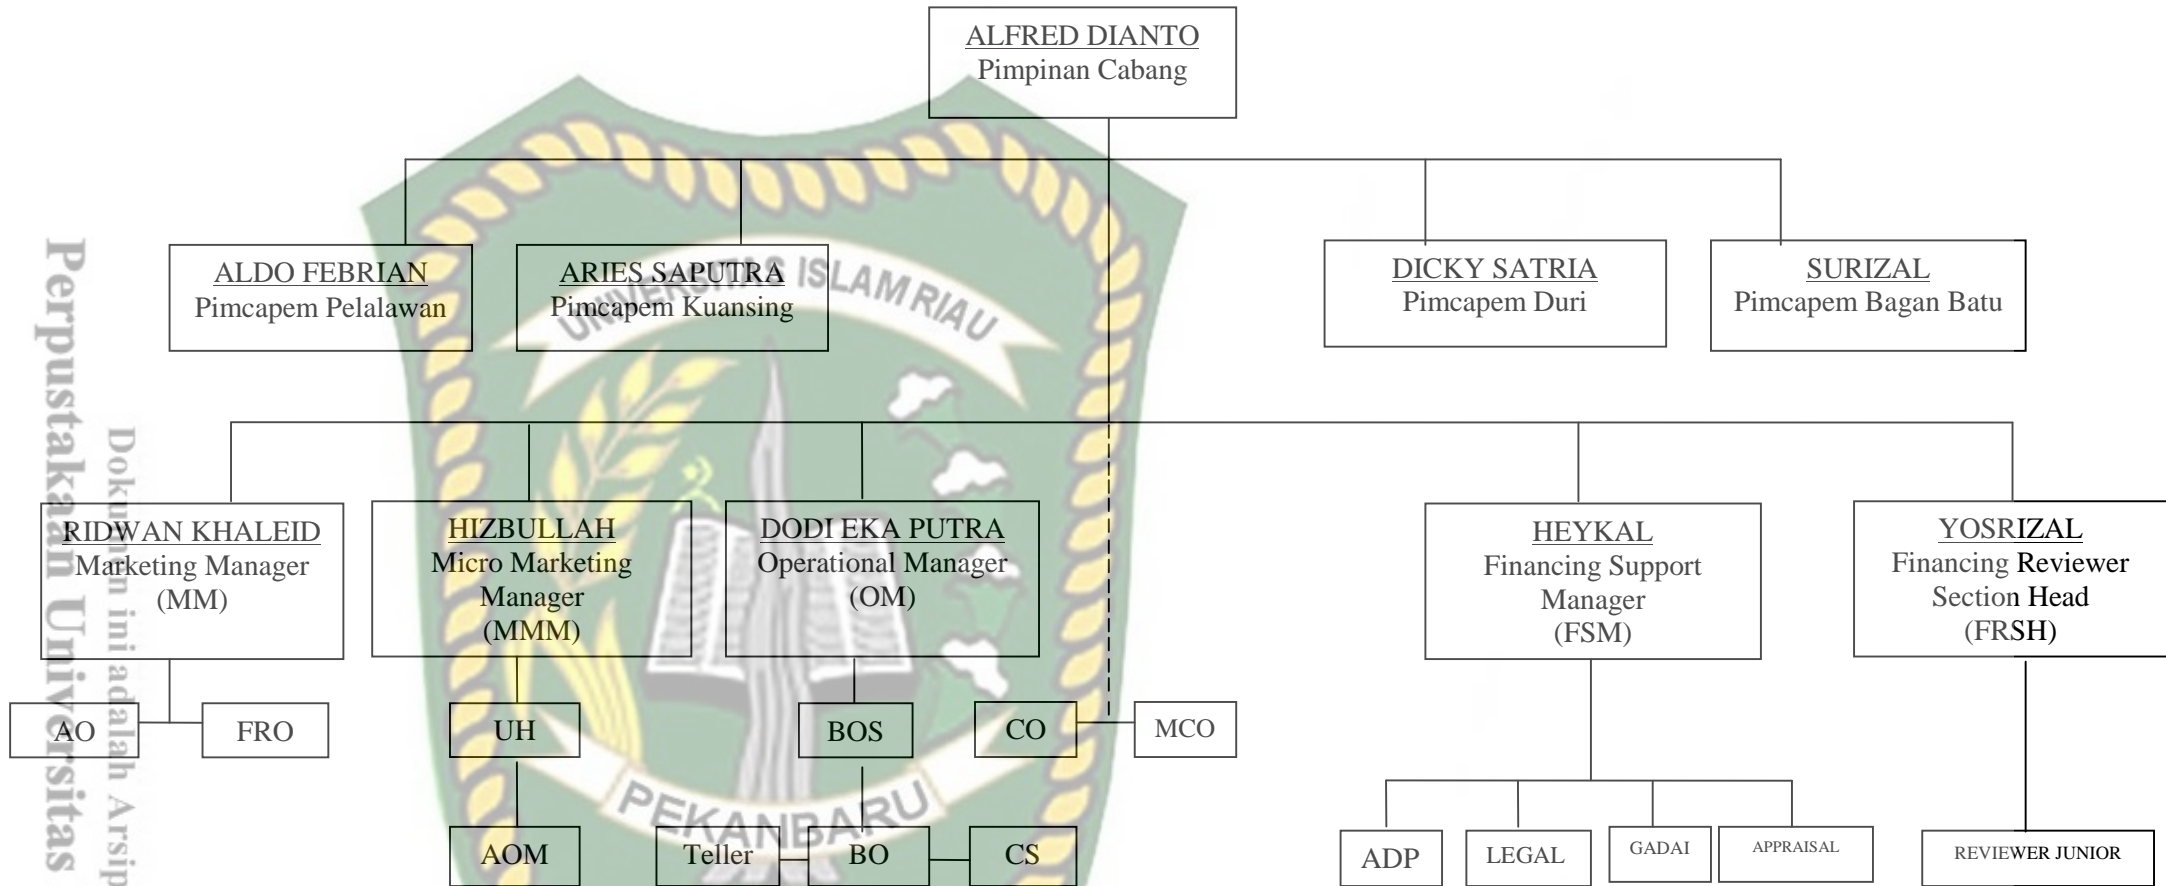 ALFRED DIANTO
Pimpinan Cabang
ALDO FEBRIAN
Pimcapem Pelalawan
ARIES SAPUTRA
Pimcapem Kuansing
DICKY SATRIA
Pimcapem Duri
SURIZAL
Pimcapem Bagan Batu
UNIVERSITAS ISLAM RIAU
RIDWAN KHALEID
Marketing Manager
(MM)
HIZBULLAH
Micro Marketing
Manager
(MMM)
DODI EKA PUTRA
Operational Manager
(OM)
HEYKAL
Financing Support
Manager
(FSM)
YOSRIZAL
Financing Reviewer
Section Head
(FRSH)
AO
FRO
UH
BOS
CO
MCO
PEKANBARU
AOM
Teller
BO
CS
ADP
LEGAL
GADAI
APPRAISAL
REVIEWER JUNIOR
Perpustakaan Universitas
Dokumen ini adalah Arsip